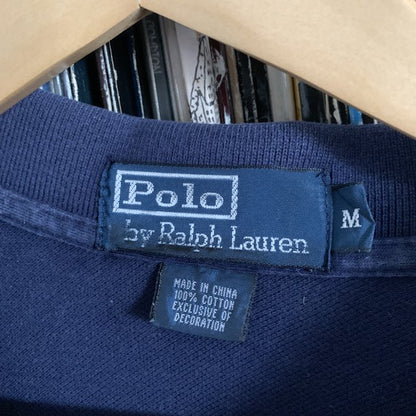 Polo
by Ralph Lauren
M
MADE IN CHINA
100% COTTON
EXCLUSIVE OF
DECORATION